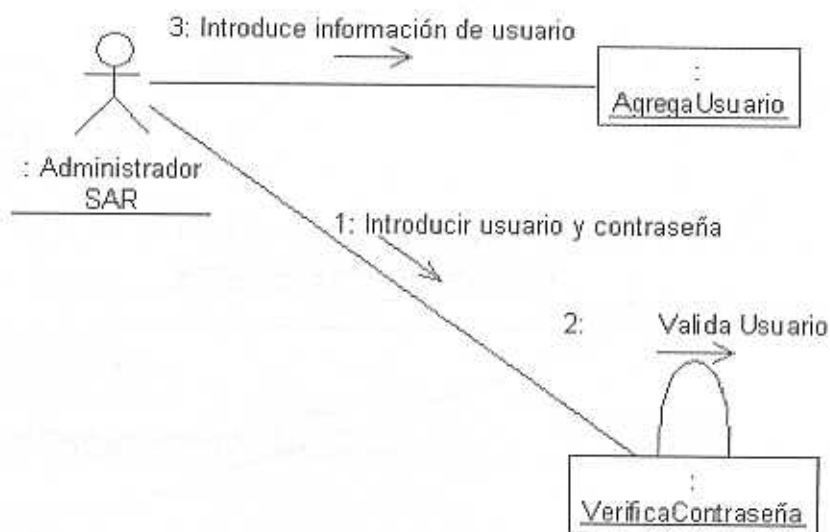 3: Introduce información de usuario
:
AgregaUsuario
: Administrador
SAR
1: Introducir usuario y contraseña
2: Valida Usuario
:
VerificaContraseña